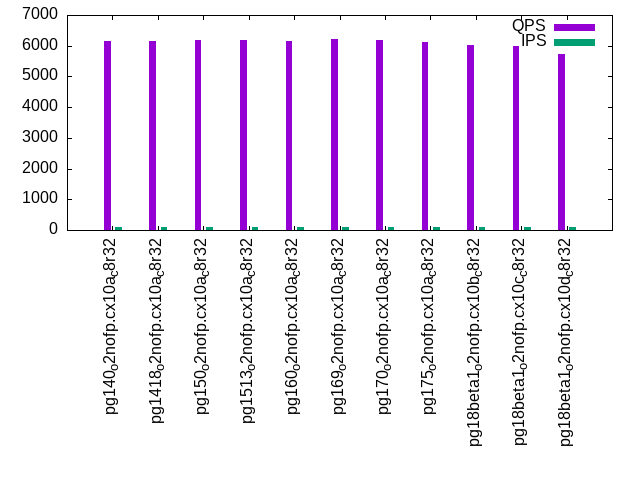 7000
6000
5000
4000
3000
2000
1000
0
QPS
IPS
pg140o2nofp.cx10ac8r32
pg1418o2nofp.cx10ac8r32
pg150o2nofp.cx10ac8r32
pg1513o2nofp.cx10ac8r32
pg160o2nofp.cx10ac8r32
pg169o2nofp.cx10ac8r32
pg170o2nofp.cx10ac8r32
pg175o2nofp.cx10ac8r32
pg18beta1o2nofp.cx10bc8r32
pg18beta1o2nofp.cx10cc8r32
pg18beta1o2nofp.cx10dc8r32